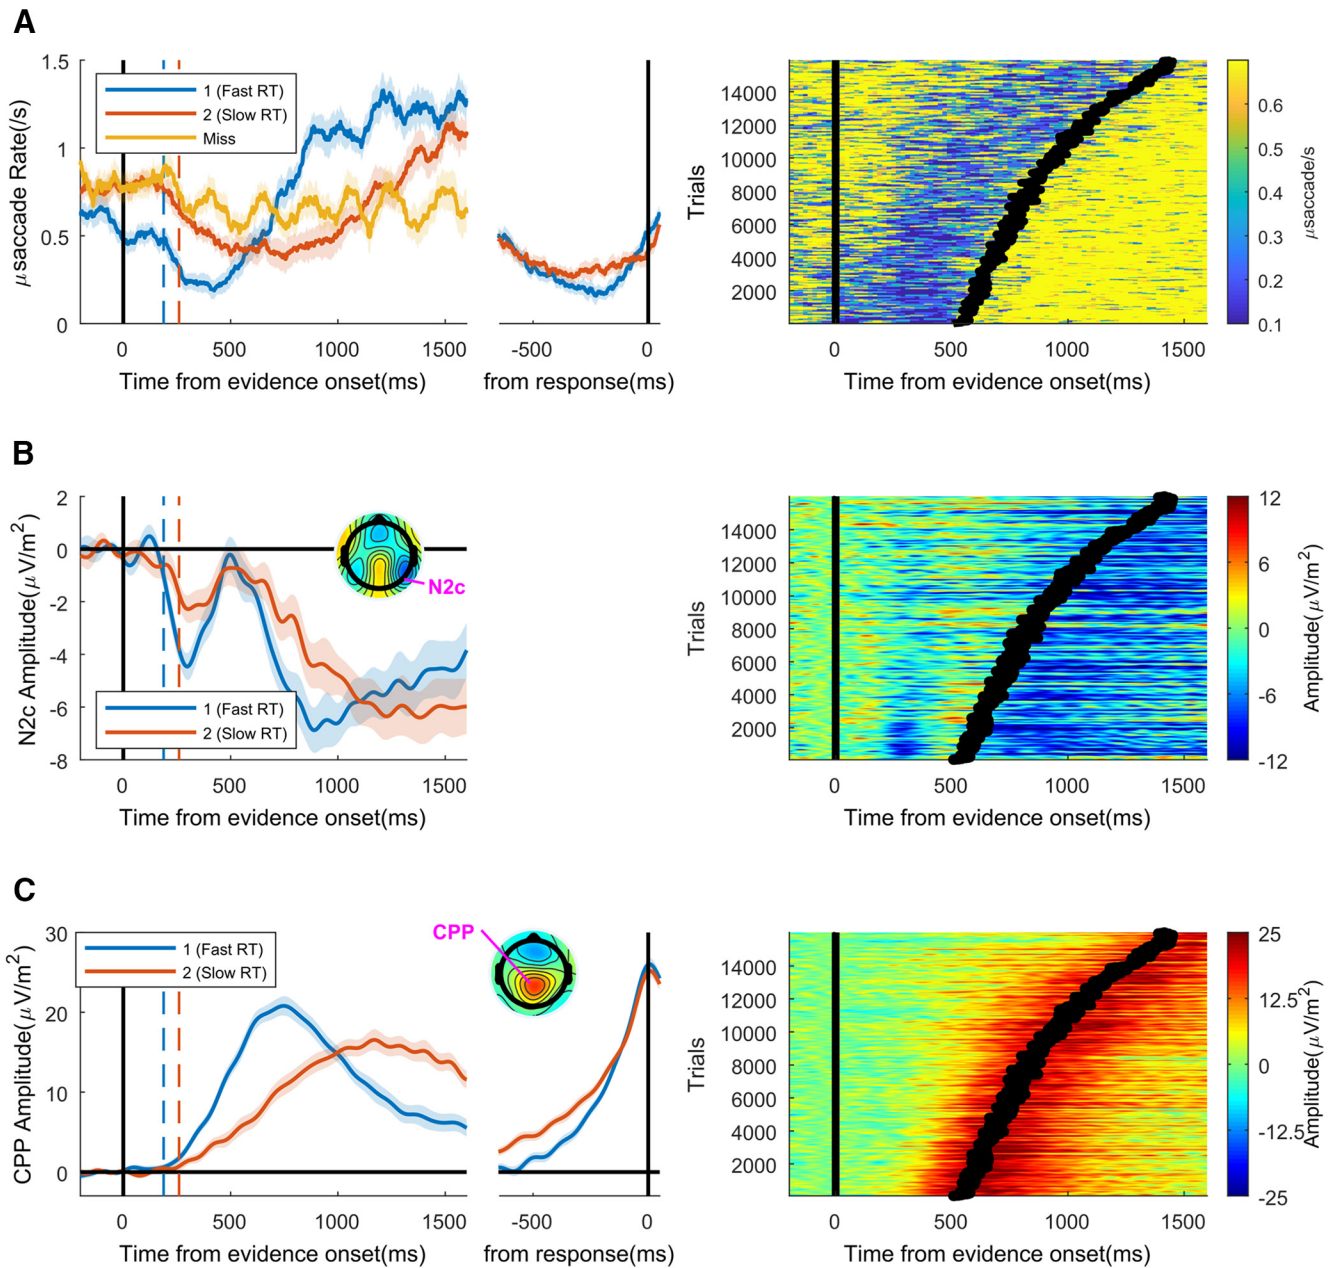 A
1.5
1
0.5
0
μsaccade Rate(/s)
1 (Fast RT)
2 (Slow RT)
Miss
0 500 1000 1500
Time from evidence onset(ms)
-500 0
from response(ms)
Trials
14000
12000
10000
8000
6000
4000
2000
0 500 1000 1500
Time from evidence onset(ms)
0.6
0.5
0.4
0.3
0.2
0.1
μsaccade/s
B
2
0
-2
-4
-6
-8
N2c Amplitude(μV/m²)
N2c
1 (Fast RT)
2 (Slow RT)
0 500 1000 1500
Time from evidence onset(ms)
Trials
14000
12000
10000
8000
6000
4000
2000
0 500 1000 1500
Time from evidence onset(ms)
12
6
0
-6
-12
Amplitude(μV/m²)
C
30
20
10
0
CPP Amplitude(μV/m²)
1 (Fast RT)
2 (Slow RT)
CPP
0 500 1000 1500
Time from evidence onset(ms)
-500 0
from response(ms)
Trials
14000
12000
10000
8000
6000
4000
2000
0 500 1000 1500
Time from evidence onset(ms)
25
12.5
0
-12.5
-25
Amplitude(μV/m²)